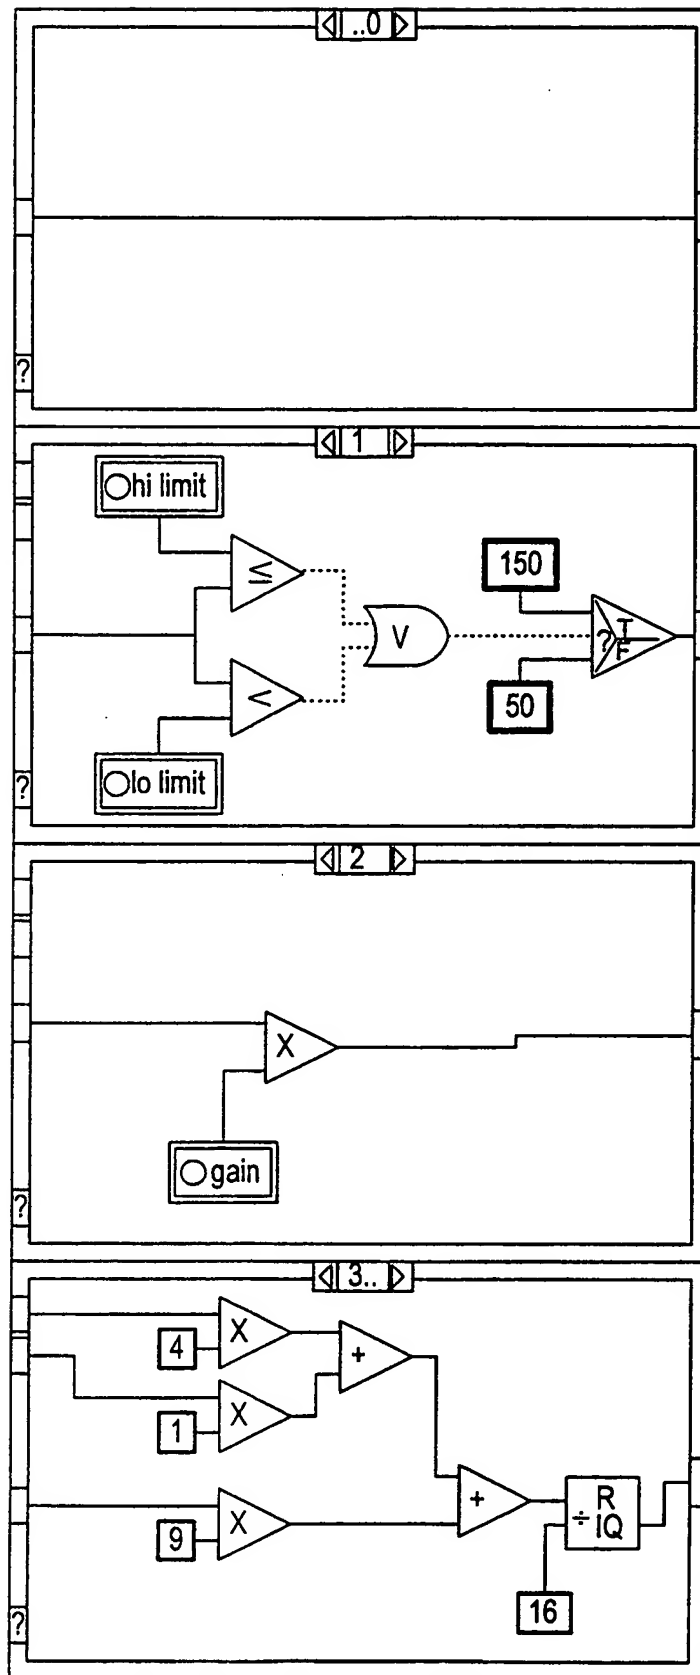 ..0
?
1
hi limit
≤
150
V
?
T
F
<
50
lo limit
?
2
X
gain
?
3..
X
4
+
X
1
+
R
÷ IQ
X
9
16
?